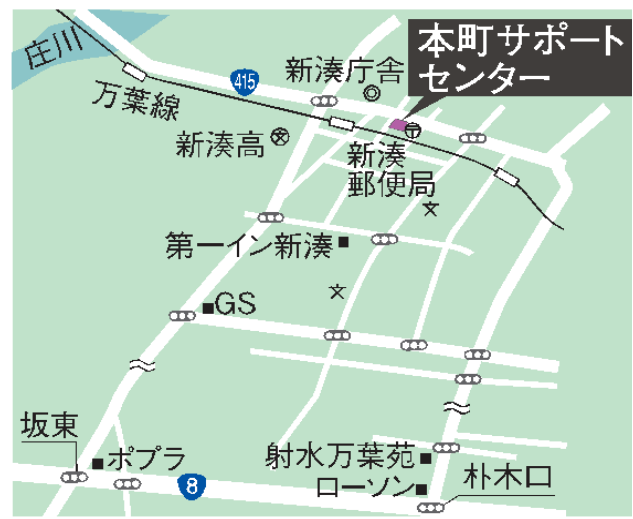 庄川
万葉線
415
新湊庁舎
本町サポート
センター
新湊高
新湊
郵便局
第一イン新湊
GS
坂東
ポプラ
8
射水万葉苑
ローソン
朴木口